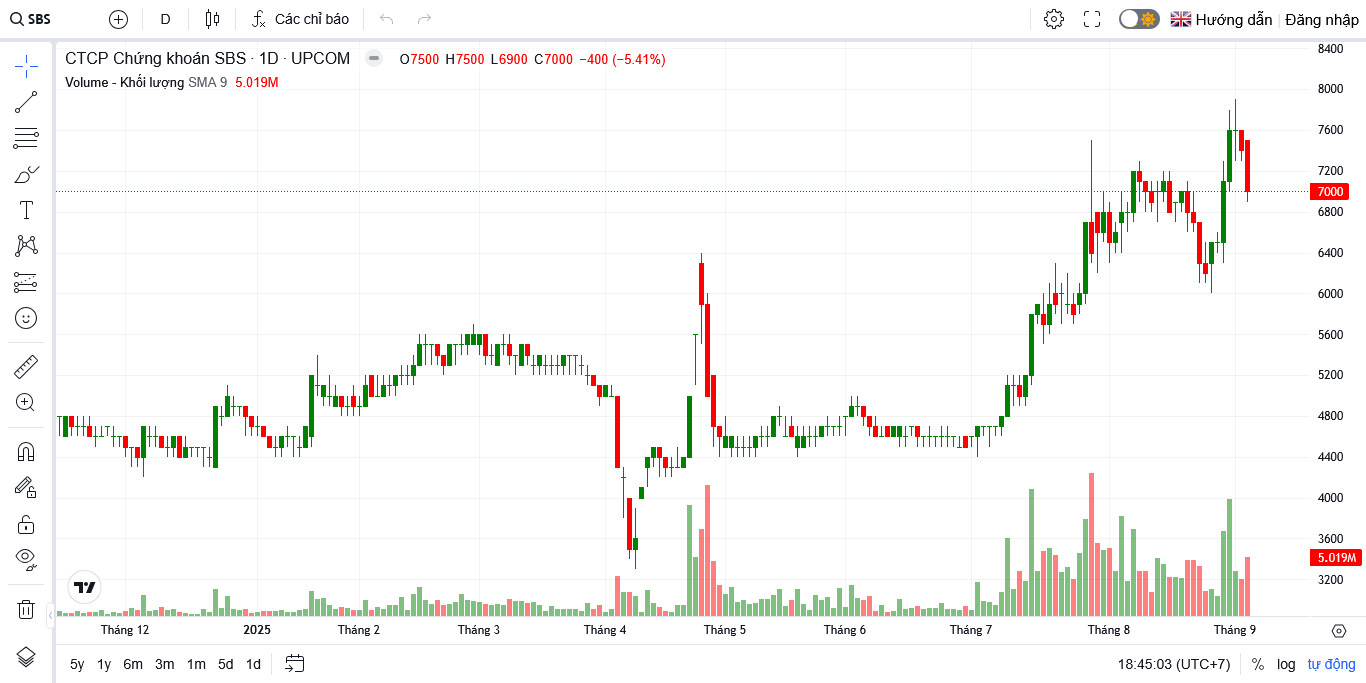 SBS D Các chỉ báo Hướng dẫn Đăng nhập
CTCP Chứng khoán SBS · 1D · UPCOM O7500 H7500 L6900 C7000 −400 (−5.41%)
Volume - Khối lượng SMA 9 5.019M
8400
8000
7600
7200
7000
6800
6400
6000
5600
5200
4800
4400
4000
3600
5.019M
3200
Tháng 12 2025 Tháng 2 Tháng 3 Tháng 4 Tháng 5 Tháng 6 Tháng 7 Tháng 8 Tháng 9
5y 1y 6m 3m 1m 5d 1d 18:45:03 (UTC+7) % log tự động